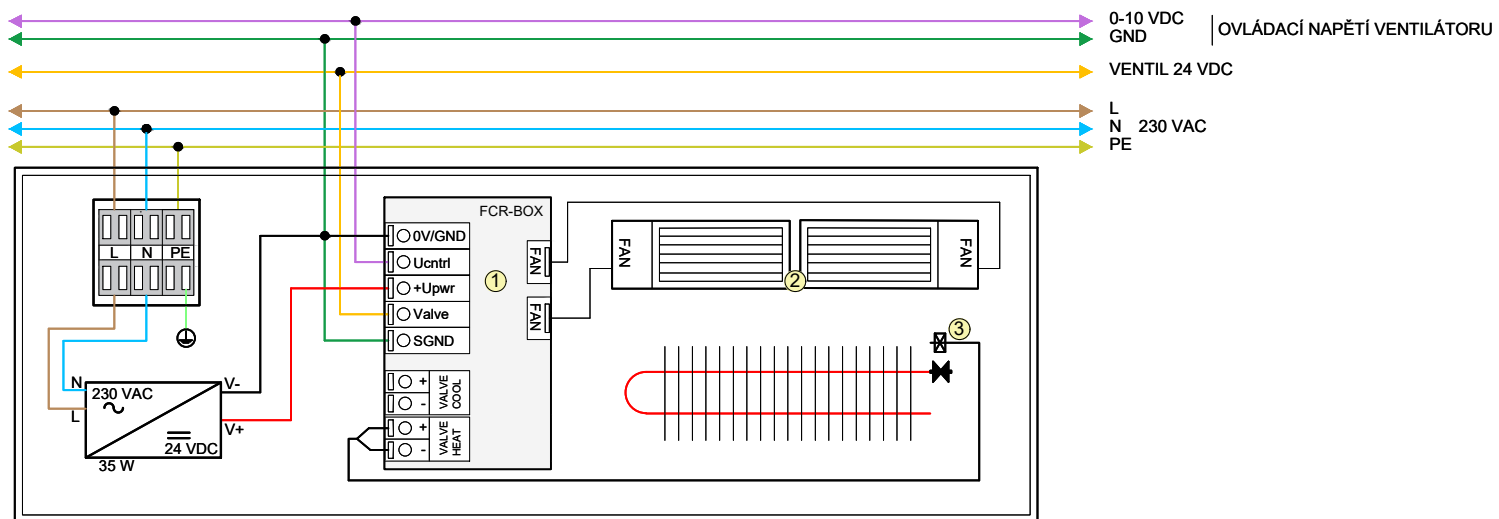 0-10 VDC
GND
OVLÁDACÍ NAPĚTÍ VENTILÁTORU
VENTIL 24 VDC
L
N 230 VAC
PE
L N PE
FCR-BOX
0V/GND
Ucntrl
+Upwr
Valve
SGND
FAN
FAN
1
+
-
VALVE
COOL
+
-
VALVE
HEAT
FAN
FAN
2
3
N
L
230 VAC
24 VDC
V-
V+
35 W